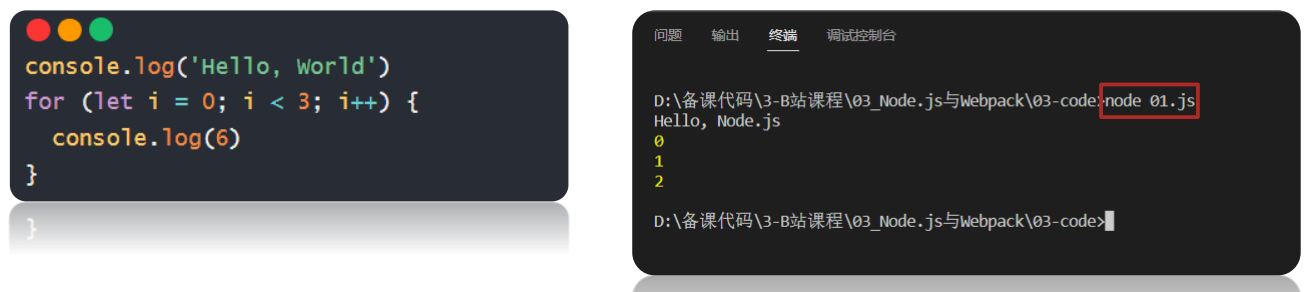 console.log('Hello, World')
for (let i = 0; i < 3; i++) {
  console.log(6)
}
}
问题 输出 终端 调试控制台
D:\备课代码\3-B站课程\03_Node.js与Webpack\03-code>node 01.js
Hello, Node.js
0
1
2
D:\备课代码\3-B站课程\03_Node.js与Webpack\03-code>